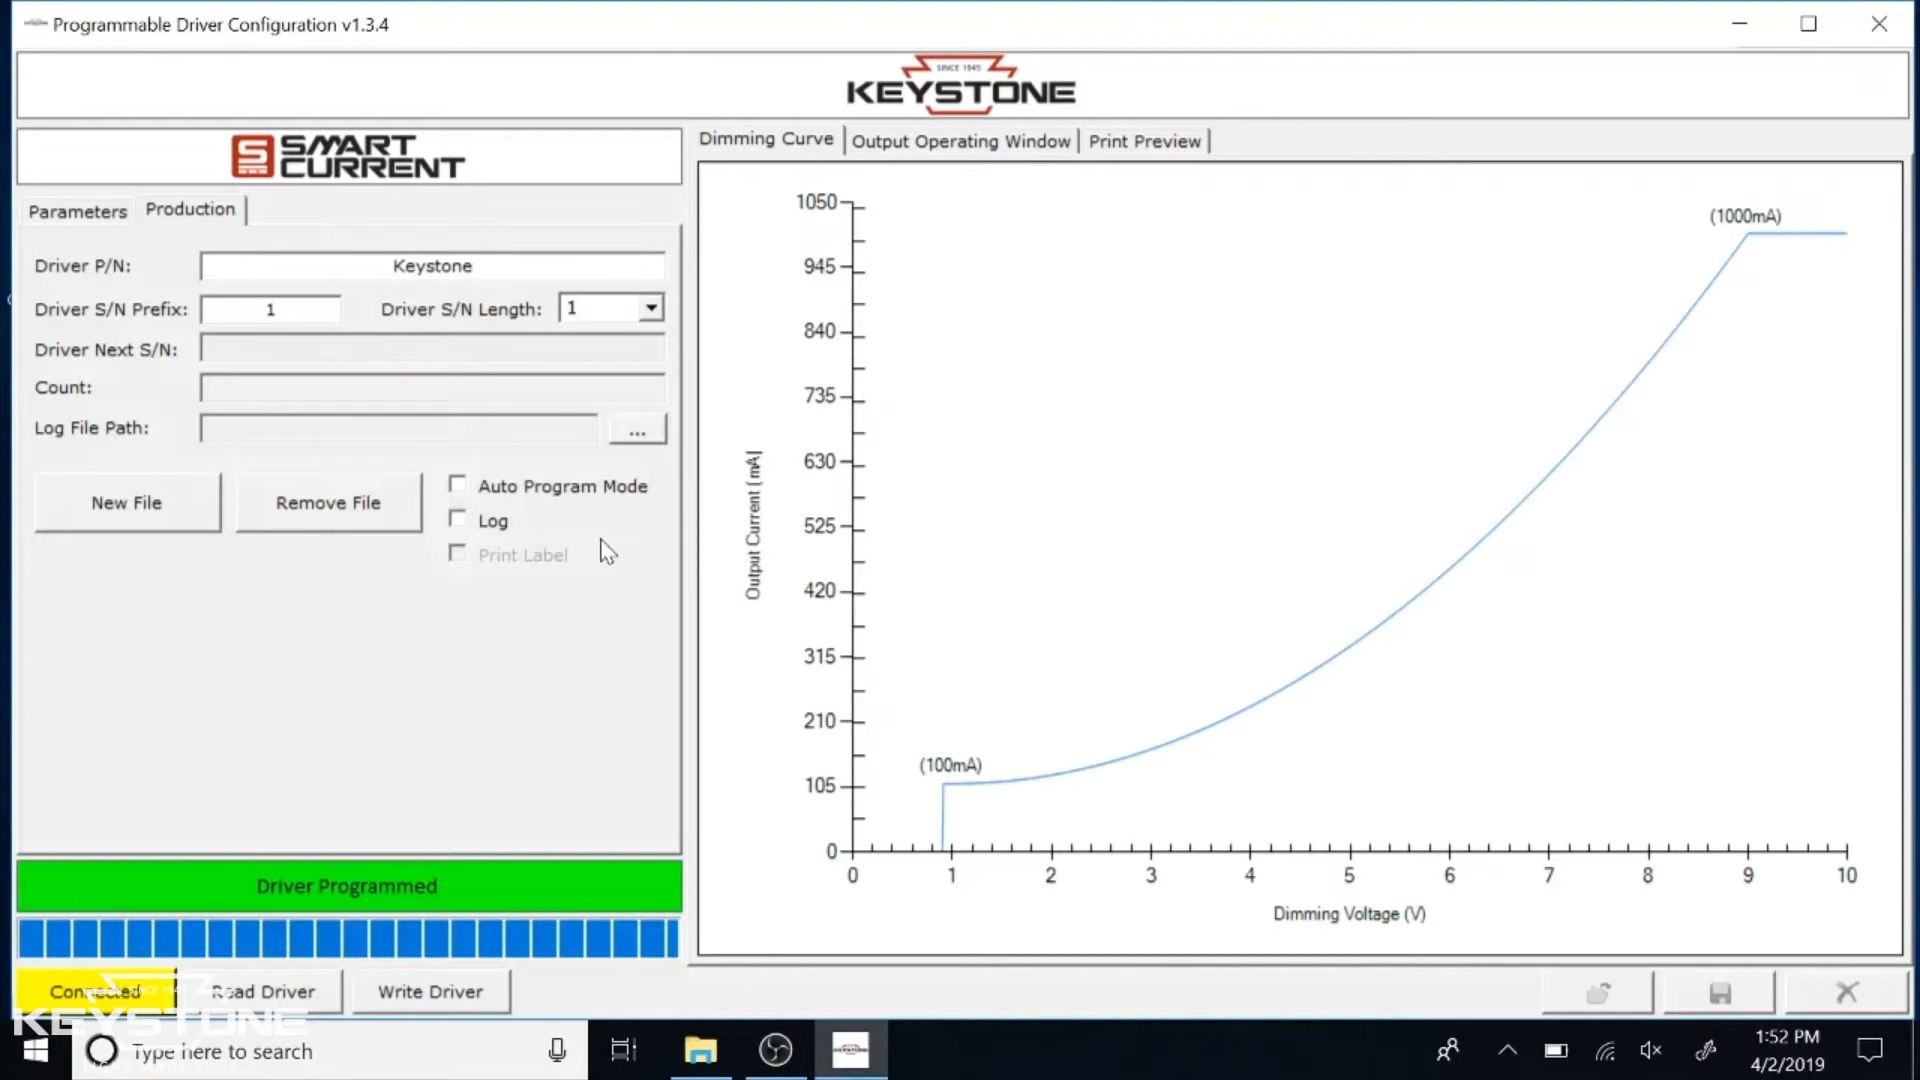 Programmable Driver Configuration v1.3.4
SINCE 1945
KEYSTONE
SMART
CURRENT
Dimming Curve
Output Operating Window
Print Preview
Parameters
Production
Driver P/N:
Keystone
Driver S/N Prefix:
1
Driver S/N Length:
1
Driver Next S/N:
Count:
Log File Path:
...
New File
Remove File
Auto Program Mode
Log
Print Label
1050
945
840
735
630
525
420
315
210
105
0
Output Current [mA]
(1000mA)
(100mA)
0 1 2 3 4 5 6 7 8 9 10
Dimming Voltage (V)
Driver Programmed
Connected
Read Driver
Write Driver
KEYSTONE
Type here to search
1:52 PM
4/2/2019